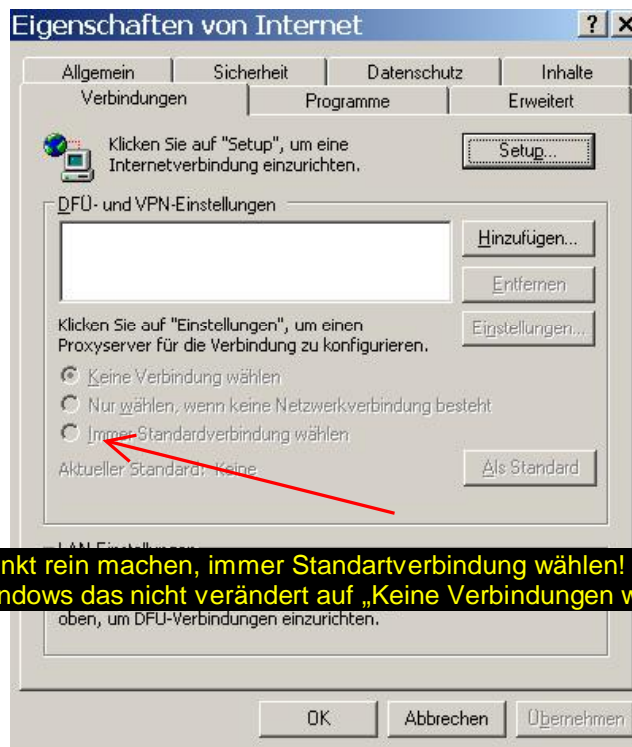 Eigenschaften von Internet
Allgemein Sicherheit Datenschutz Inhalte
Verbindungen Programme Erweitert
Klicken Sie auf "Setup", um eine
Internetverbindung einzurichten.
Setup...
DFÜ- und VPN-Einstellungen
Hinzufügen...
Entfernen
Klicken Sie auf "Einstellungen", um einen
Proxyserver für die Verbindung zu konfigurieren.
Einstellungen...
Keine Verbindung wählen
Nur wählen, wenn keine Netzwerkverbindung besteht
Immer Standardverbindung wählen
Aktueller Standard: Keine
Als Standard
LAN-Einstellungen
nkt rein machen, immer Standartverbindung wählen!
ndows das nicht verändert auf „Keine Verbindungen w
oben, um DFÜ-Verbindungen einzurichten.
OK Abbrechen Übernehmen